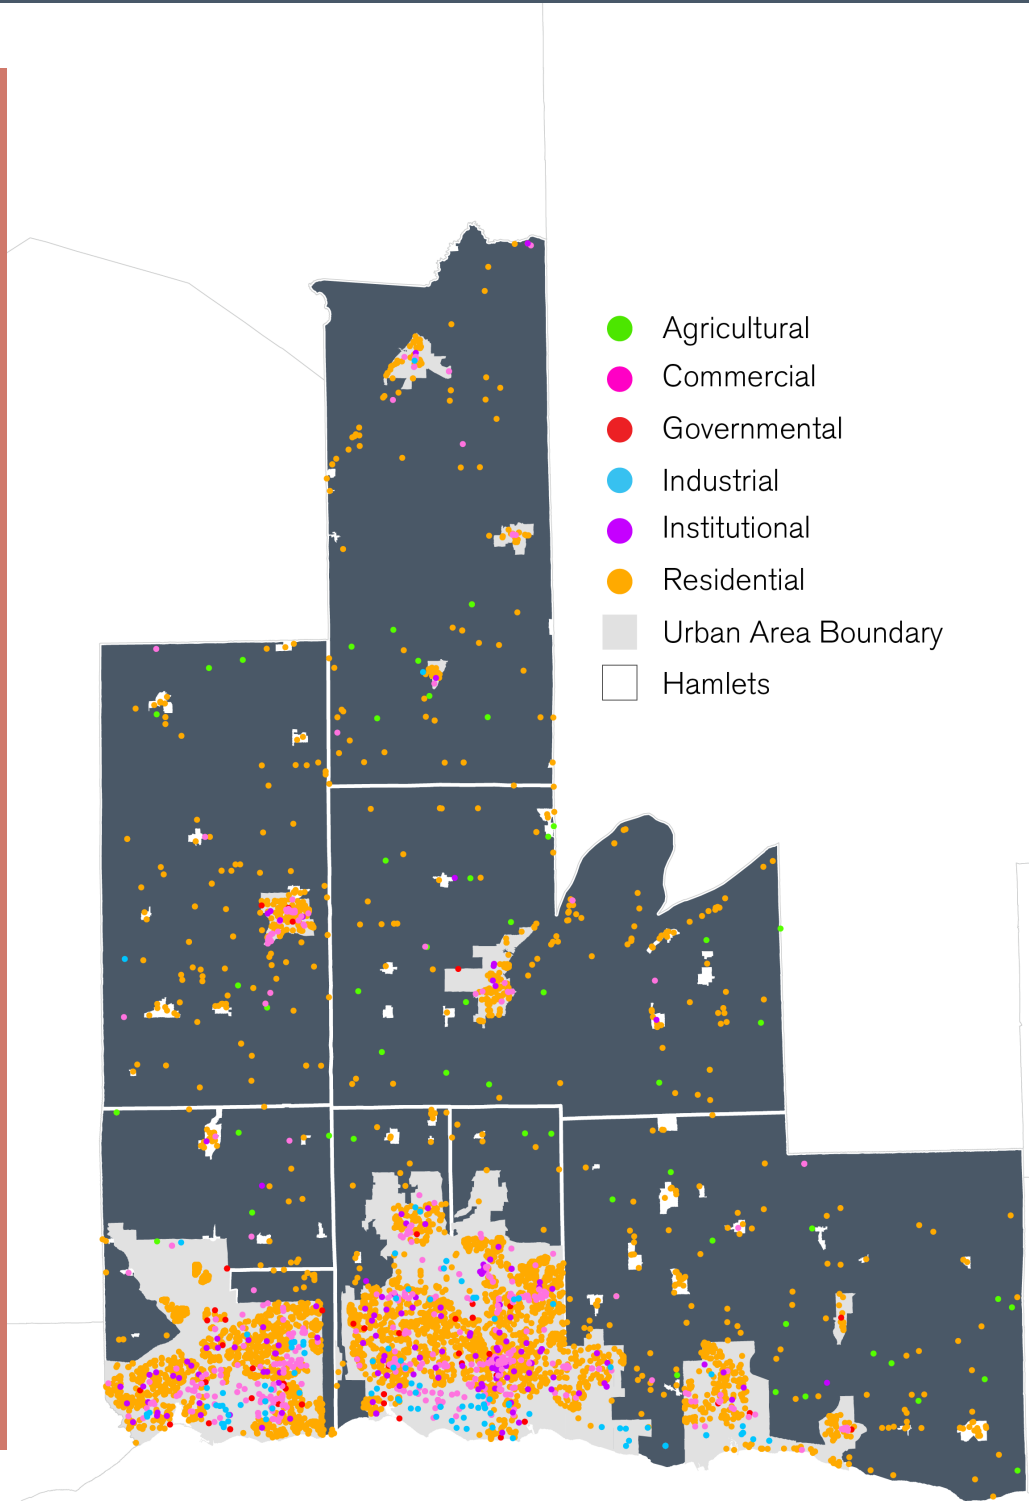 Agricultural
Commercial
Governmental
Industrial
Institutional
Residential
Urban Area Boundary
Hamlets